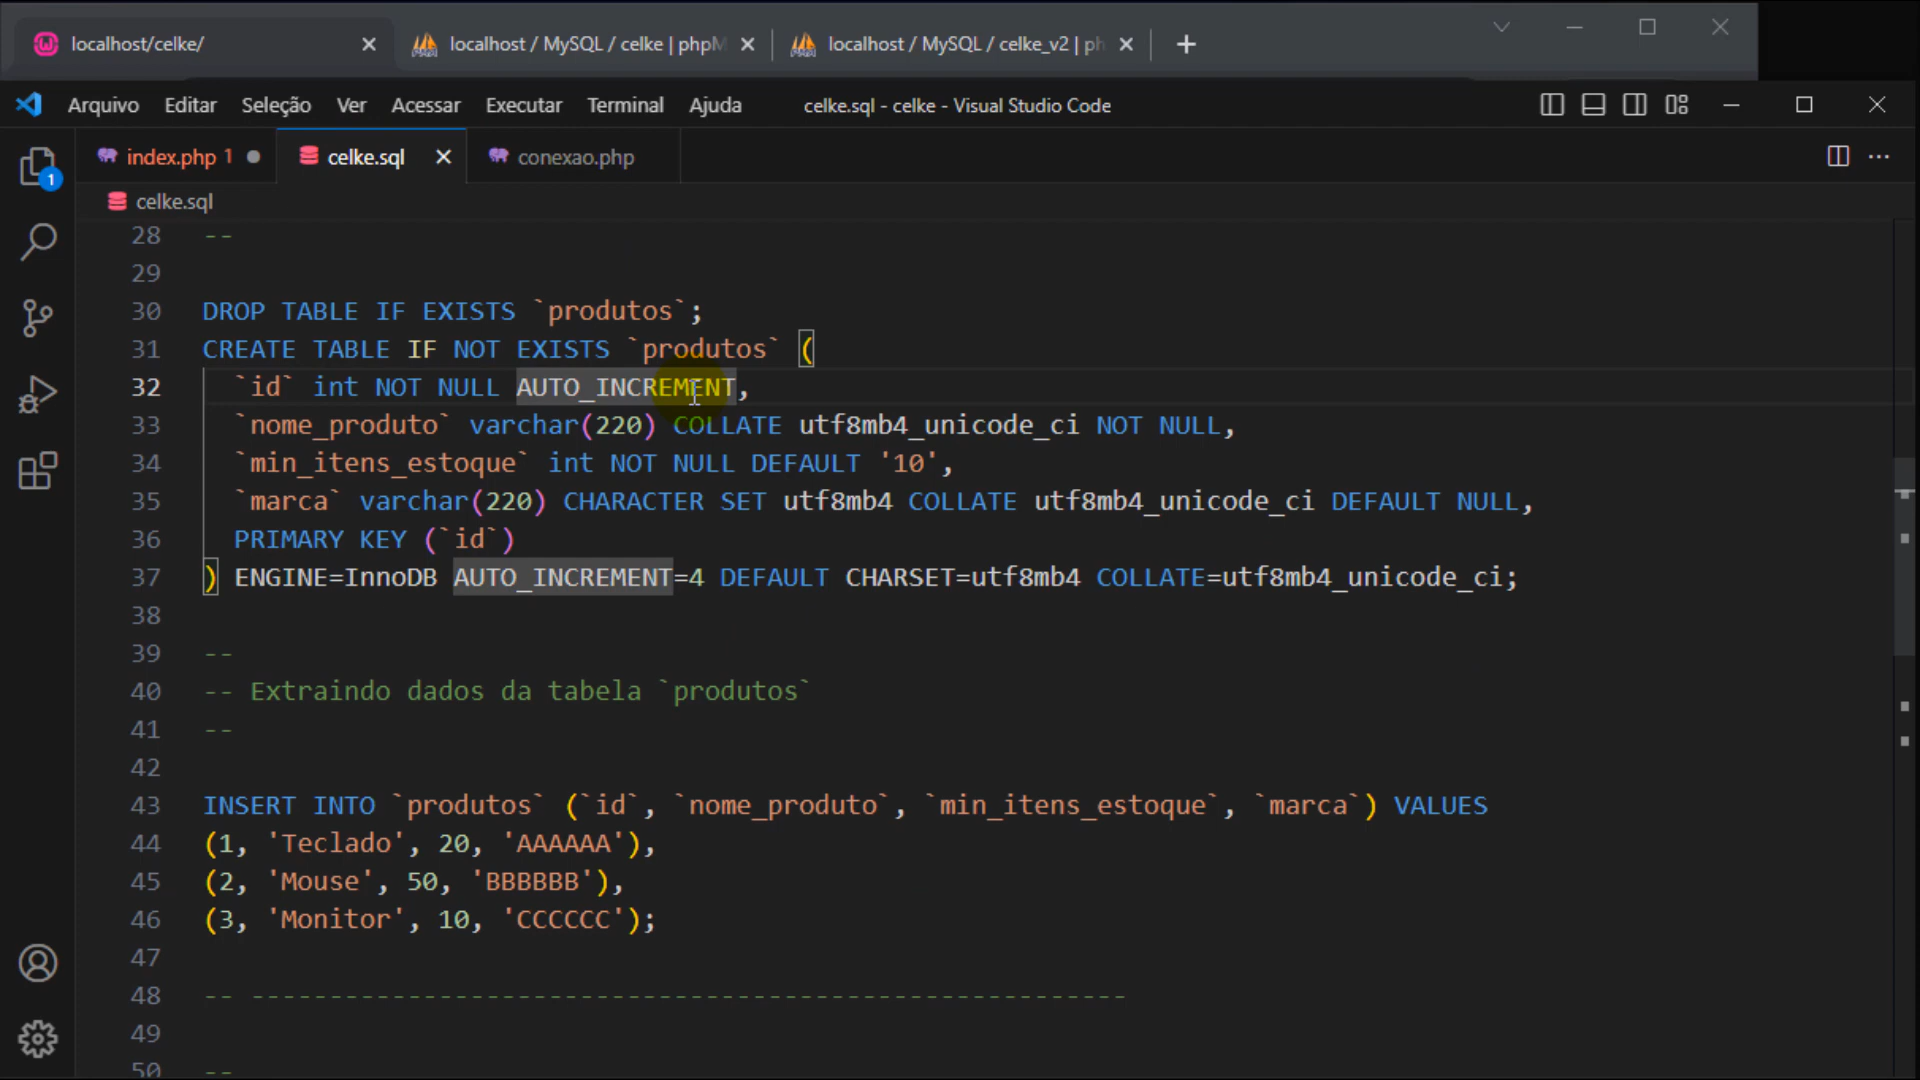 localhost/celke/
localhost / MySQL / celke | phpM
localhost / MySQL / celke_v2 | ph
Arquivo Editar Seleção Ver Acessar Executar Terminal Ajuda celke.sql - celke - Visual Studio Code
index.php 1 celke.sql conexao.php
1
celke.sql
28 --
29
30 DROP TABLE IF EXISTS `produtos`;
31 CREATE TABLE IF NOT EXISTS `produtos` (
32 `id` int NOT NULL AUTO_INCREMENT,
33 `nome_produto` varchar(220) COLLATE utf8mb4_unicode_ci NOT NULL,
34 `min_itens_estoque` int NOT NULL DEFAULT '10',
35 `marca` varchar(220) CHARACTER SET utf8mb4 COLLATE utf8mb4_unicode_ci DEFAULT NULL,
36 PRIMARY KEY (`id`)
37 ) ENGINE=InnoDB AUTO_INCREMENT=4 DEFAULT CHARSET=utf8mb4 COLLATE=utf8mb4_unicode_ci;
38
39 --
40 -- Extraindo dados da tabela `produtos`
41 --
42
43 INSERT INTO `produtos` (`id`, `nome_produto`, `min_itens_estoque`, `marca`) VALUES
44 (1, 'Teclado', 20, 'AAAAAA'),
45 (2, 'Mouse', 50, 'BBBBBB'),
46 (3, 'Monitor', 10, 'CCCCCC');
47
48 -- --------------------------------------------------------
49
50 --